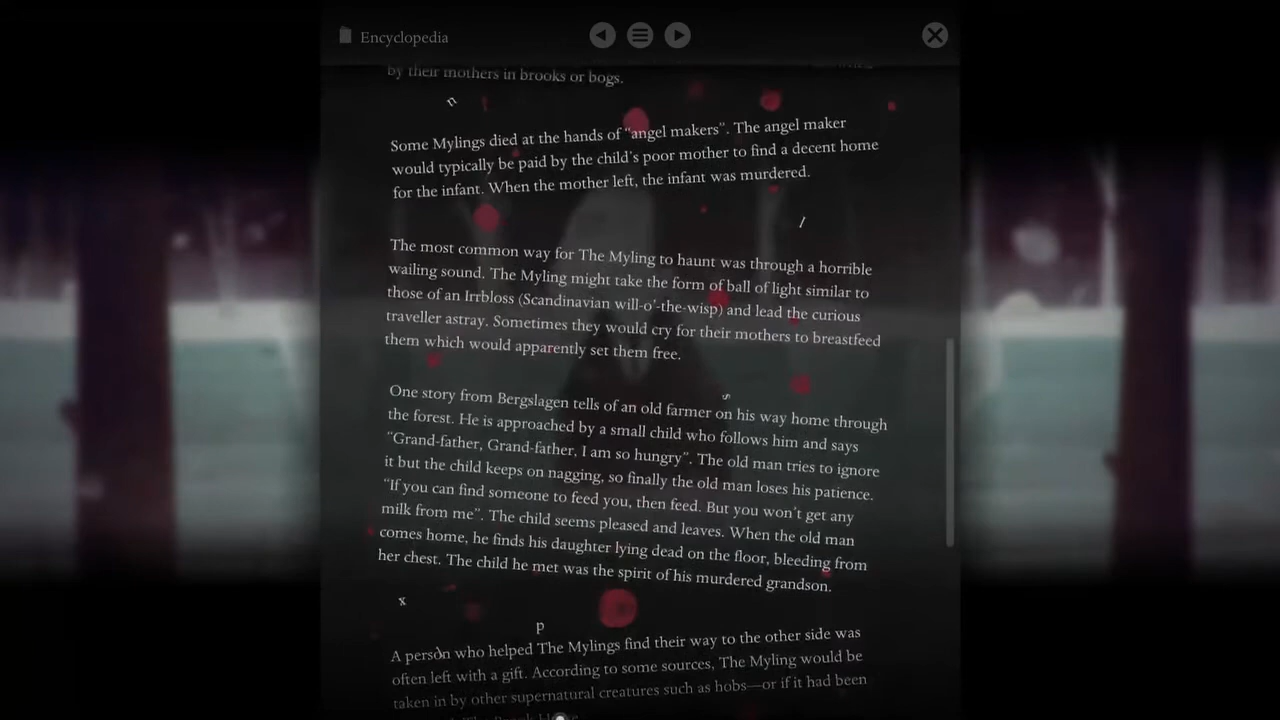 Encyclopedia
by their mothers in brooks or bogs.
n
Some Mylings died at the hands of “angel makers”. The angel maker
would typically be paid by the child’s poor mother to find a decent home
for the infant. When the mother left, the infant was murdered.
l
The most common way for The Myling to haunt was through a horrible
wailing sound. The Myling might take the form of ball of light similar to
those of an Irrbloss (Scandinavian will-o’-the-wisp) and lead the curious
traveller astray. Sometimes they would cry for their mothers to breastfeed
them which would apparently set them free.
One story from Bergslagen tells of an old farmer on his way home through
the forest. He is approached by a small child who follows him and says
“Grand-father, Grand-father, I am so hungry”. The old man tries to ignore
it but the child keeps on nagging, so finally the old man loses his patience.
“If you can find someone to feed you, then feed. But you won’t get any
milk from me”. The child seems pleased and leaves. When the old man
comes home, he finds his daughter lying dead on the floor, bleeding from
her chest. The child he met was the spirit of his murdered grandson.
x
p
A person who helped The Mylings find their way to the other side was
often left with a gift. According to some sources, The Myling would be
taken in by other supernatural creatures such as hobs—or if it had been